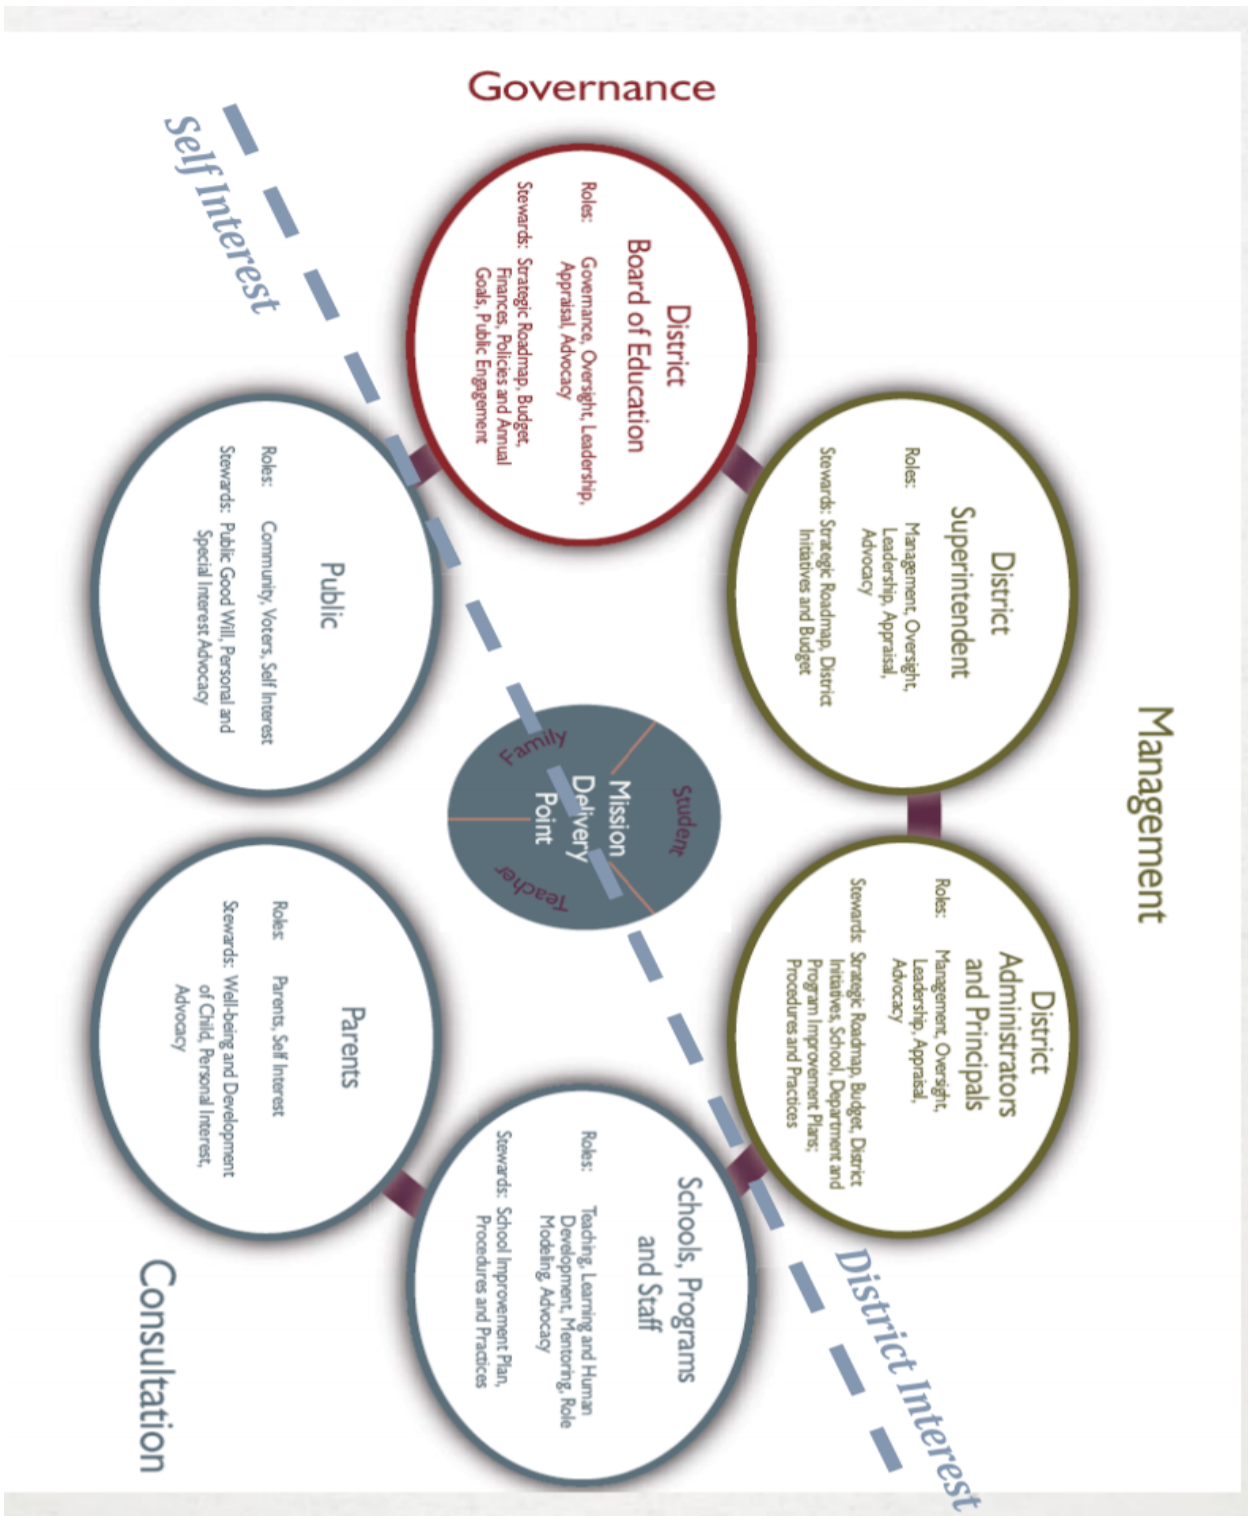 Governance
Management
Consultation
Self Interest
District Interest
District
Board of Education
Roles: Governance, Oversight, Leadership,
Appraisal, Advocacy
Stewards: Strategic Roadmap, Budget,
Finances, Policies and Annual
Goals, Public Engagement
District
Superintendent
Roles: Management, Oversight,
Leadership, Appraisal,
Advocacy
Stewards: Strategic Roadmap, District
Initiatives and Budget
District
Administrators
and Principals
Roles: Management, Oversight,
Leadership, Appraisal,
Advocacy
Stewards: Strategic Roadmap, Budget, District
Initiatives, School, Department and
Program Improvement Plans;
Procedures and Practices
Schools, Programs
and Staff
Roles: Teaching, Learning and Human
Development, Mentoring, Role
Modeling, Advocacy
Stewards: School Improvement Plan,
Procedures and Practices
Parents
Roles: Parents, Self Interest
Stewards: Well-being and Development
of Child, Personal Interest,
Advocacy
Public
Roles: Community, Voters, Self Interest
Stewards: Public Good Will, Personal and
Special Interest Advocacy
Student
Family
Teacher
Mission
Delivery
Point